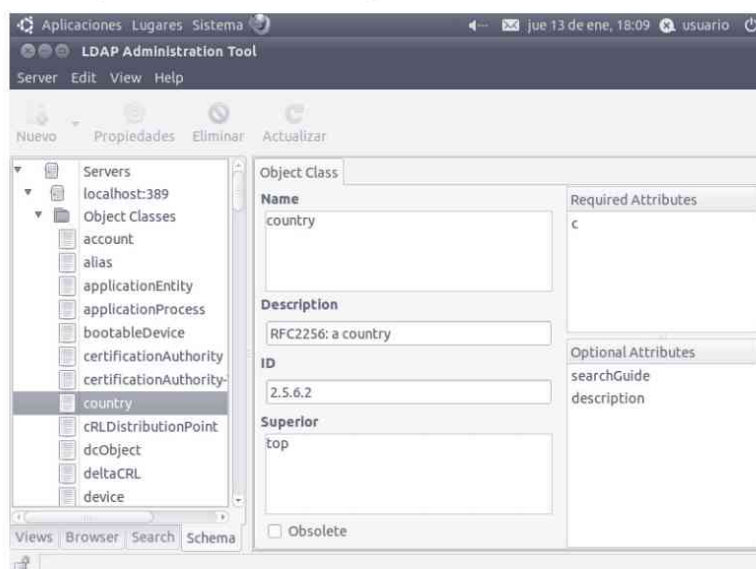 Aplicaciones Lugares Sistema
jue 13 de ene, 18:09 usuario
LDAP Administration Tool
Server Edit View Help
Nuevo Propiedades Eliminar Actualizar
Servers
localhost:389
Object Classes
account
alias
applicationEntity
applicationProcess
bootableDevice
certificationAuthority
certificationAuthority-
country
cRLDistributionPoint
dcObject
deltaCRL
device
Views Browser Search Schema
Object Class
Name
country
Description
RFC2256: a country
ID
2.5.6.2
Superior
top
Obsolete
Required Attributes
c
Optional Attributes
searchGuide
description